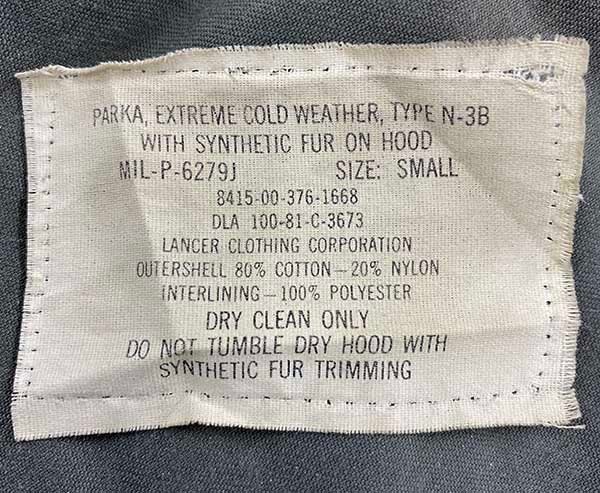 PARKA, EXTREME COLD WEATHER, TYPE N-3B
WITH SYNTHETIC FUR ON HOOD
MIL-P-6279J SIZE: SMALL
8415-00-376-1668
DLA 100-81-C-3673
LANCER CLOTHING CORPORATION
OUTERSHELL 80% COTTON—20% NYLON
INTERLINING—100% POLYESTER
DRY CLEAN ONLY
DO NOT TUMBLE DRY HOOD WITH
SYNTHETIC FUR TRIMMING